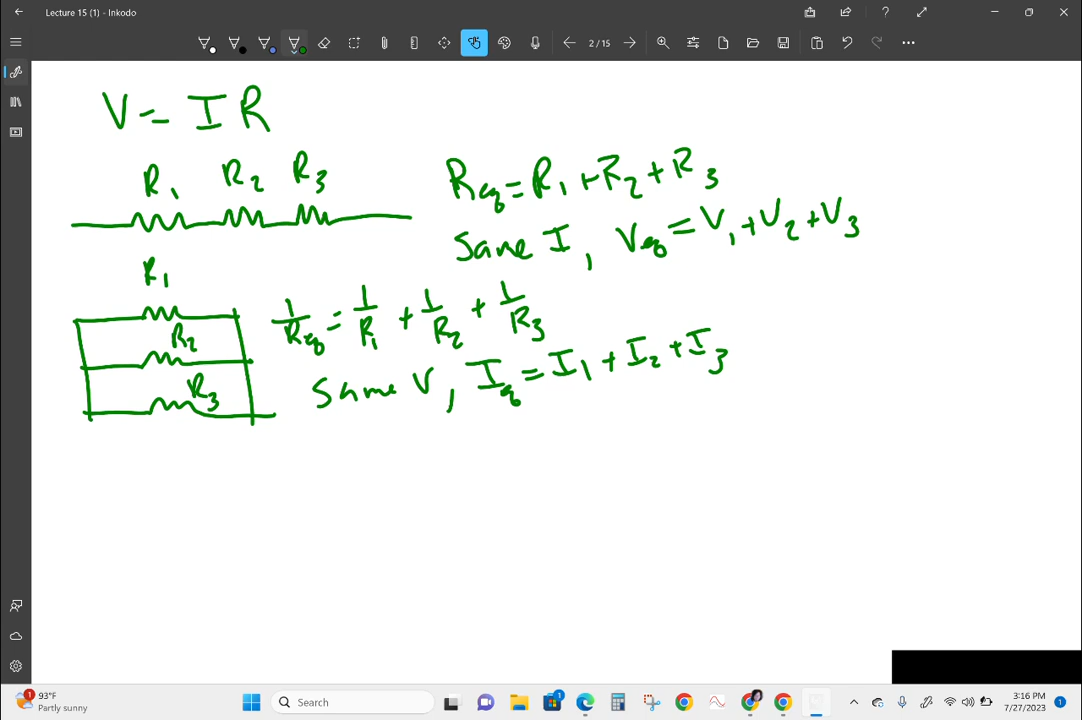 Lecture 15 (1) - Inkodo
2 / 15
V = I R
R1 R2 R3
Req = R1 + R2 + R3
Same I, Veq = V1 + V2 + V3
R1
1/Req = 1/R1 + 1/R2 + 1/R3
R2
Same V, Iq = I1 + I2 + I3
R3
93°F
Partly sunny
Search
3:16 PM
7/27/2023